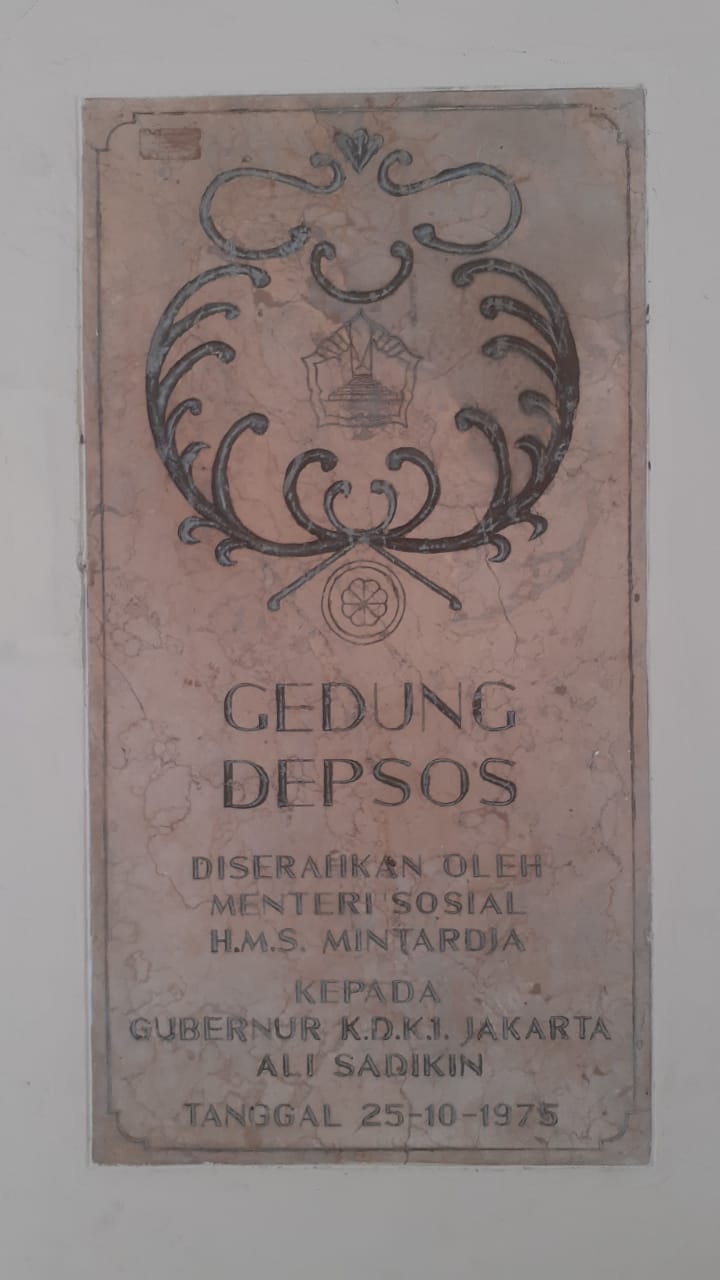 GEDUNG
DEPSOS
DISERAHKAN OLEH
MENTERI SOSIAL
H.M.S. MINTARDJA
KEPADA
GUBERNUR K.D.K.I. JAKARTA
ALI SADIKIN
TANGGAL 25-10-1975